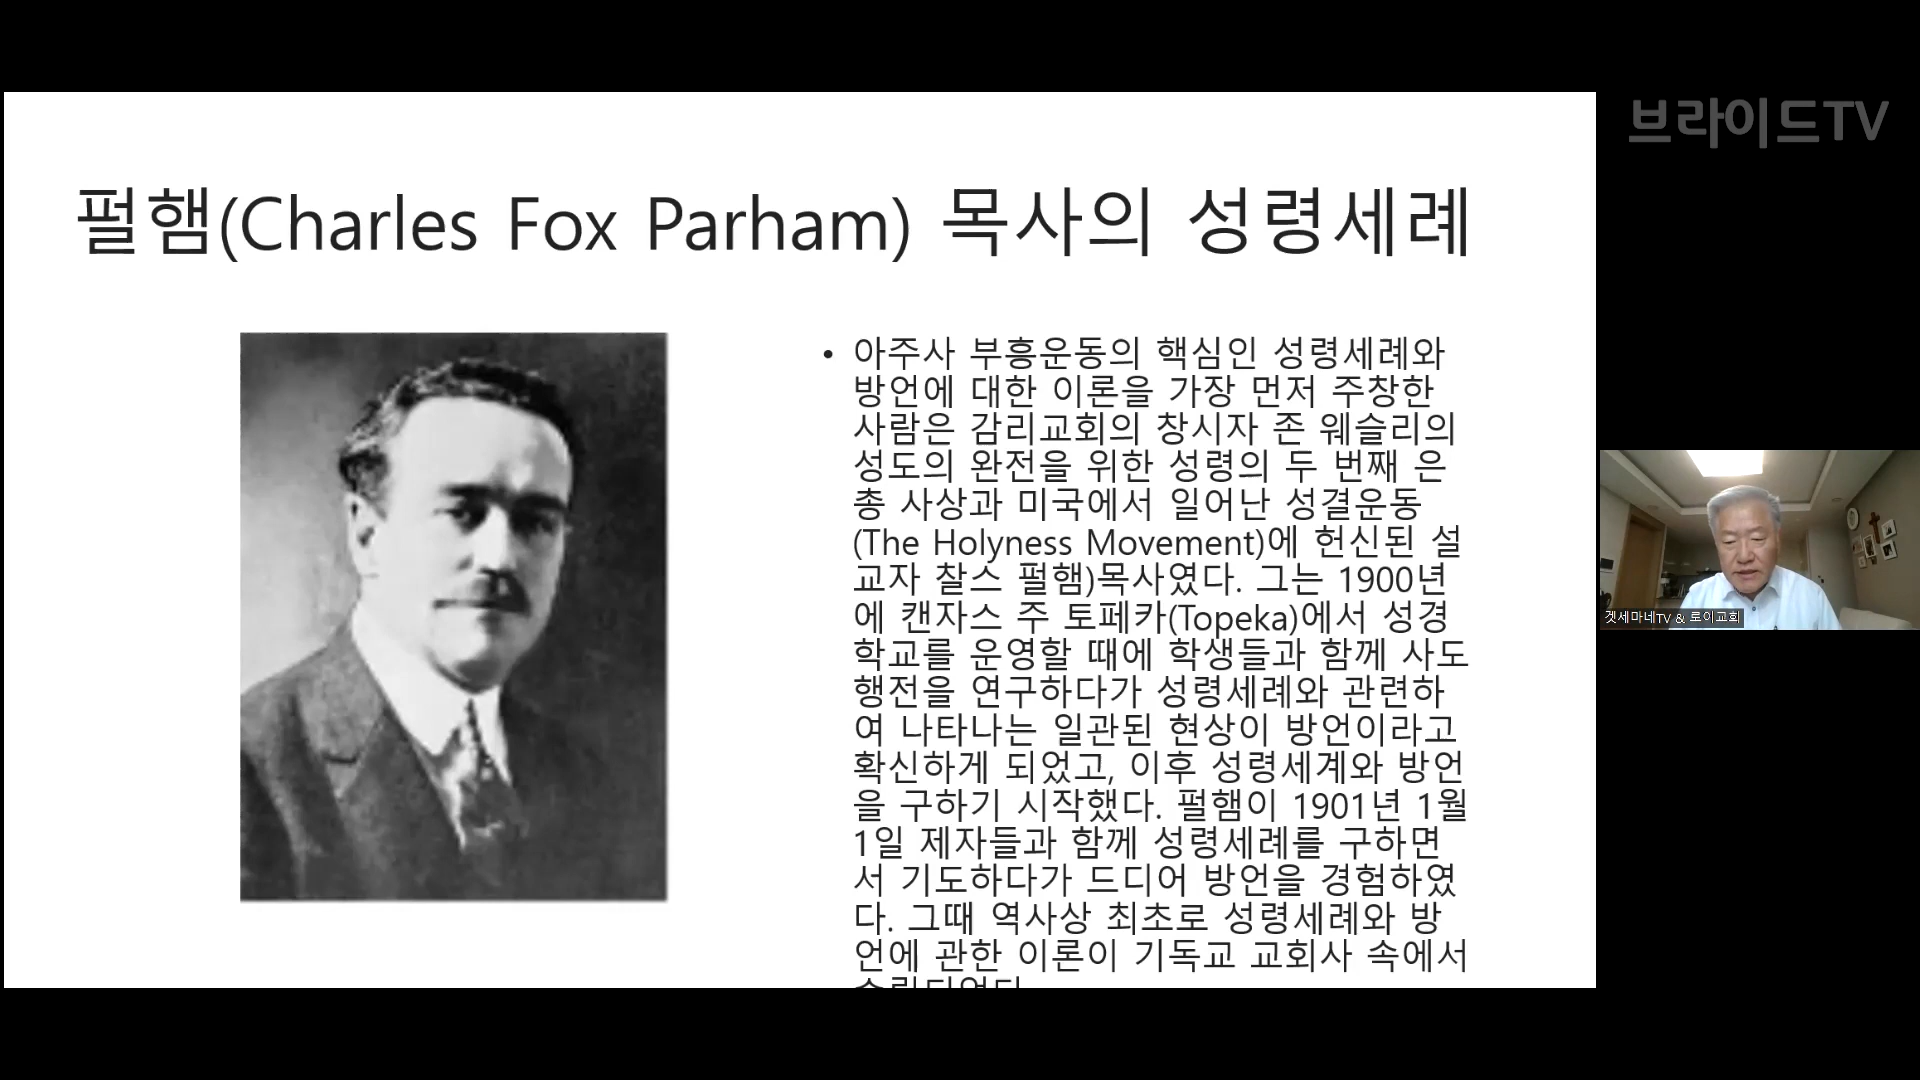 브라이드TV
펄햄(Charles Fox Parham) 목사의 성령세례
• 아주사 부흥운동의 핵심인 성령세례와
방언에 대한 이론을 가장 먼저 주창한
사람은 감리교회의 창시자 존 웨슬리의
성도의 완전을 위한 성령의 두 번째 은
총 사상과 미국에서 일어난 성결운동
(The Holyness Movement)에 헌신된 설
교자 찰스 펄햄)목사였다. 그는 1900년
에 캔자스 주 토페카(Topeka)에서 성경
학교를 운영할 때에 학생들과 함께 사도
행전을 연구하다가 성령세례와 관련하
여 나타나는 일관된 현상이 방언이라고
확신하게 되었고, 이후 성령세계와 방언
을 구하기 시작했다. 펄햄이 1901년 1월
1일 제자들과 함께 성령세례를 구하면
서 기도하다가 드디어 방언을 경험하였
다. 그때 역사상 최초로 성령세례와 방
언에 관한 이론이 기독교 교회사 속에서
겟세마네TV & 로이교회